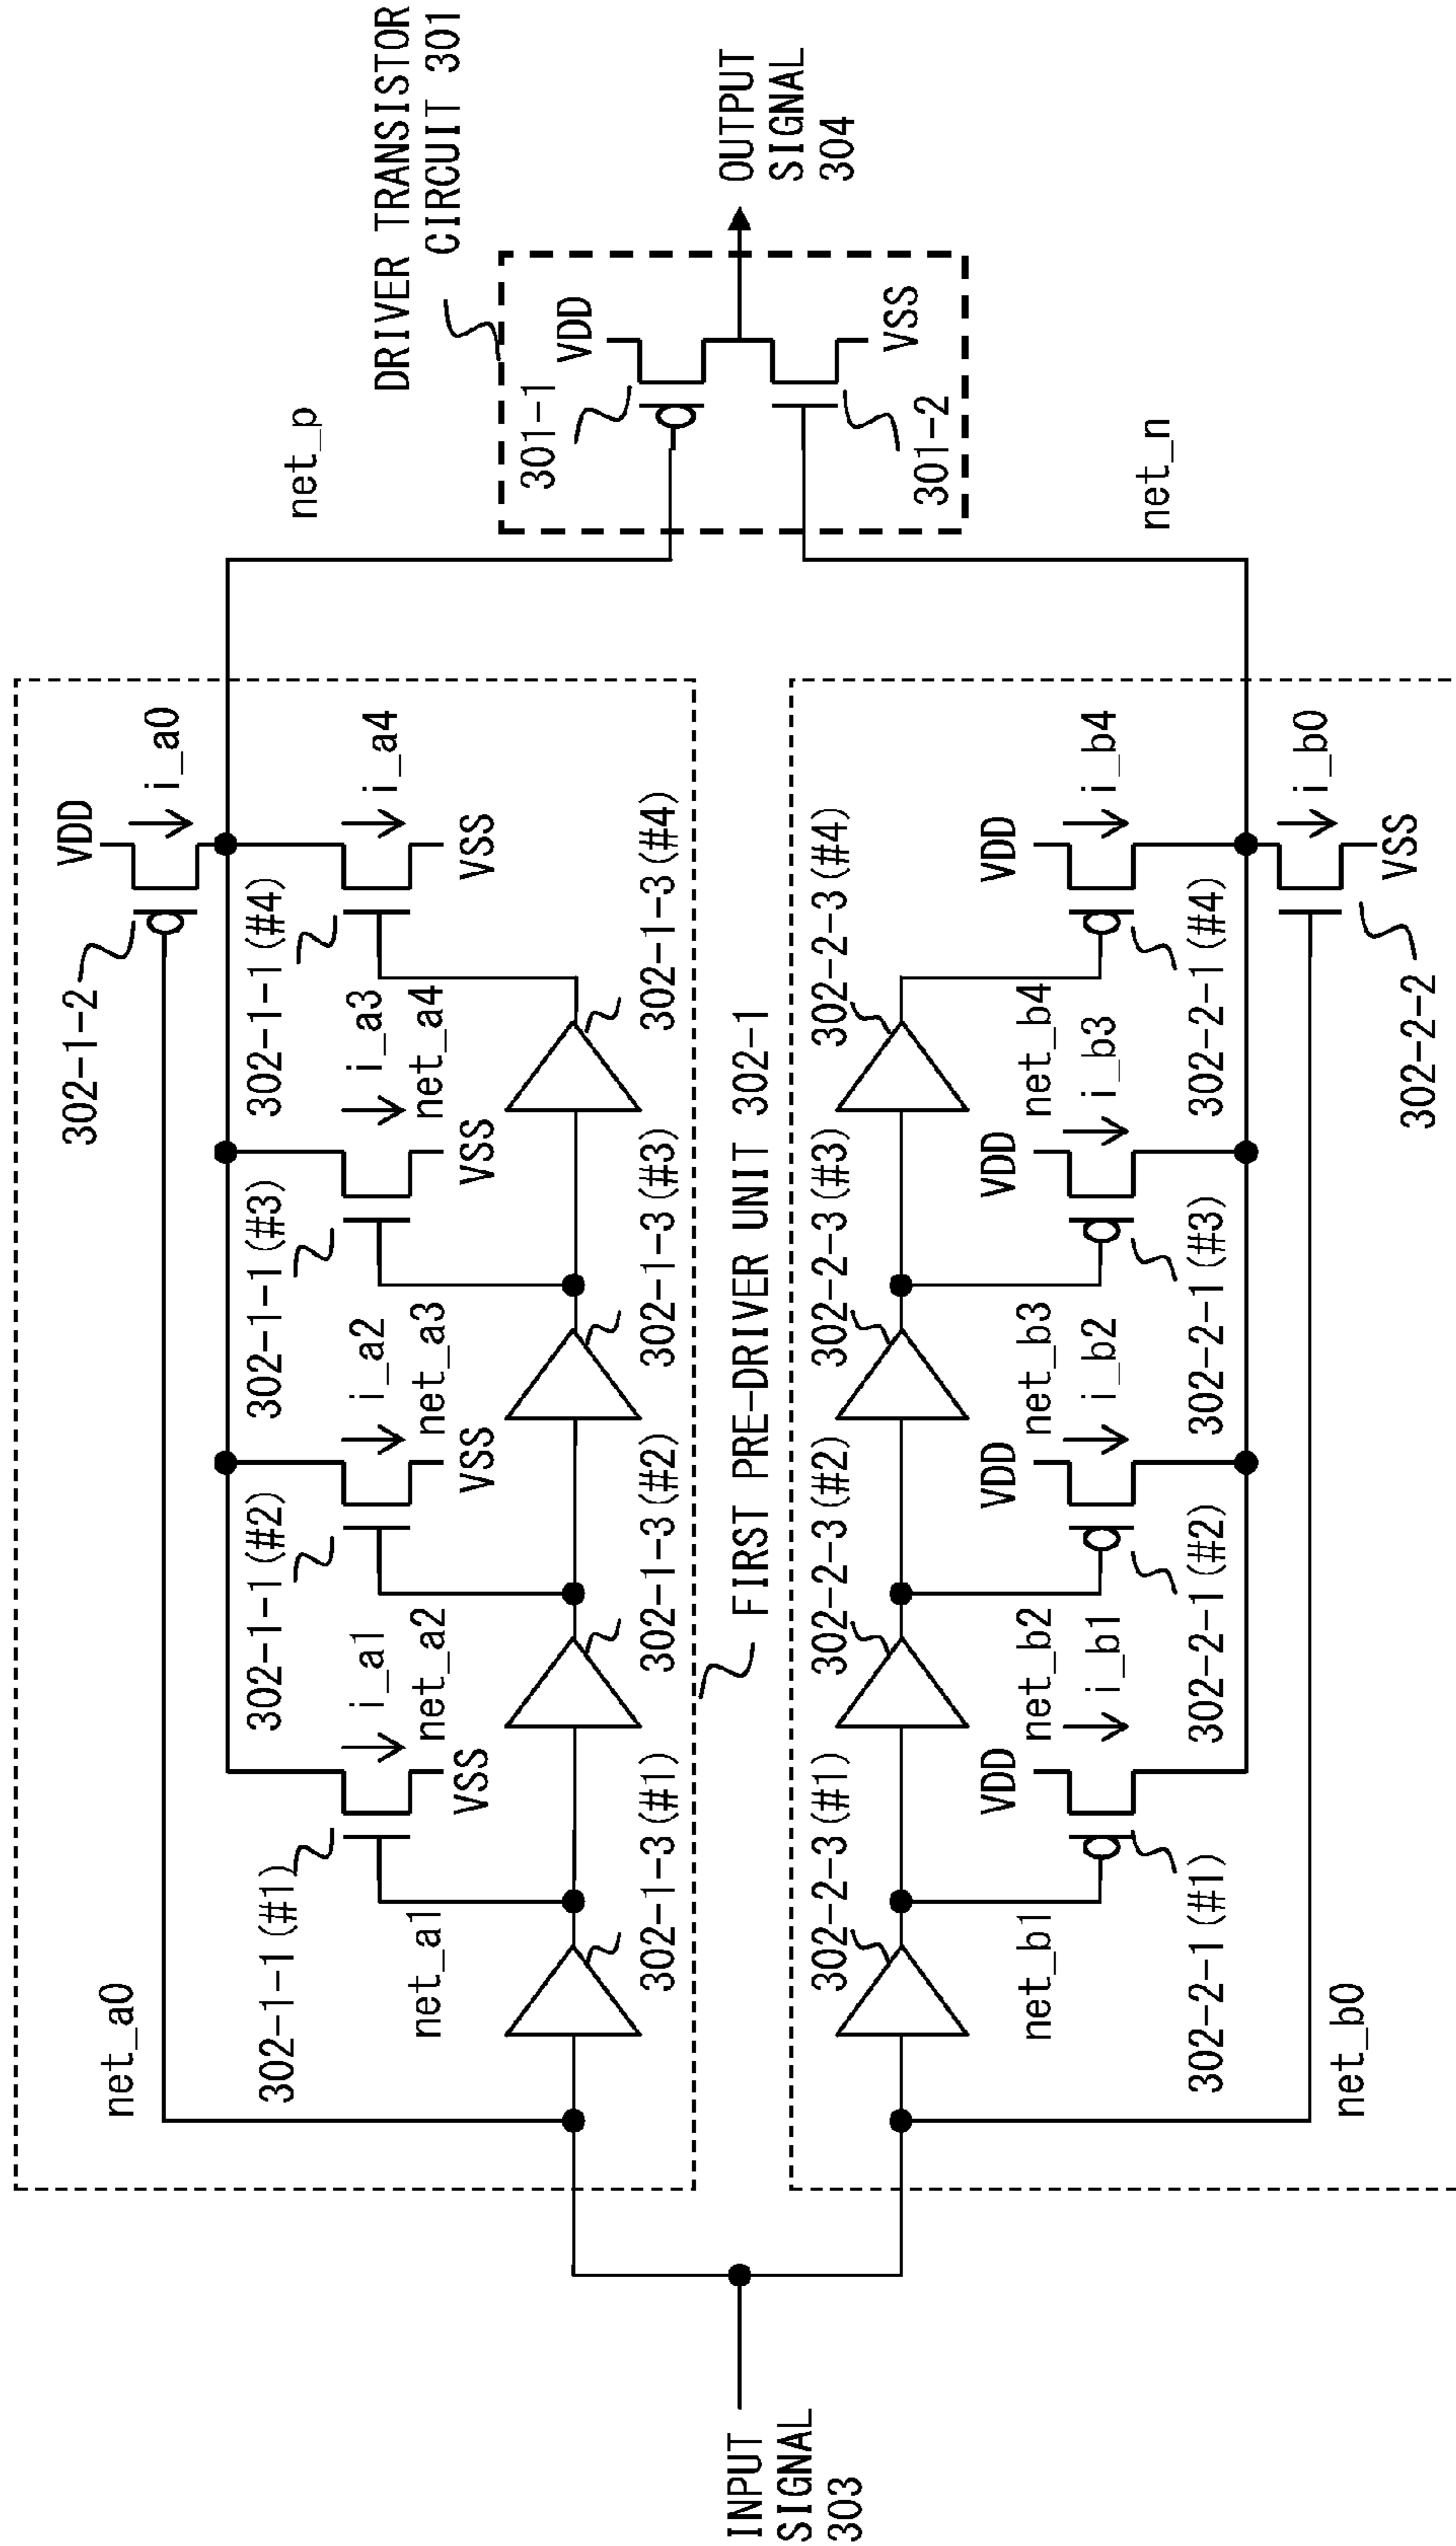 DRIVER TRANSISTOR
CIRCUIT 301
net_p
VDD
i_a0
302-1-2
net_a0
302-1-1(#1)
302-1-1(#2)
302-1-1(#3)
302-1-1(#4)
i_a1
i_a2
i_a3
i_a4
net_a1
net_a2
net_a3
net_a4
VSS
VSS
VSS
VSS
302-1-3(#1)
302-1-3(#2)
302-1-3(#3)
302-1-3(#4)
301-1
VDD
INPUT
SIGNAL
303
FIRST PRE-DRIVER UNIT 302-1
OUTPUT
SIGNAL
304
301-2
VSS
302-2-3(#1)
302-2-3(#2)
302-2-3(#3)
302-2-3(#4)
VDD
VDD
VDD
VDD
net_b1
net_b2
net_b3
net_b4
i_b1
i_b2
i_b3
i_b4
302-2-1(#1)
302-2-1(#2)
302-2-1(#3)
302-2-1(#4)
net_n
i_b0
net_b0
VSS
302-2-2